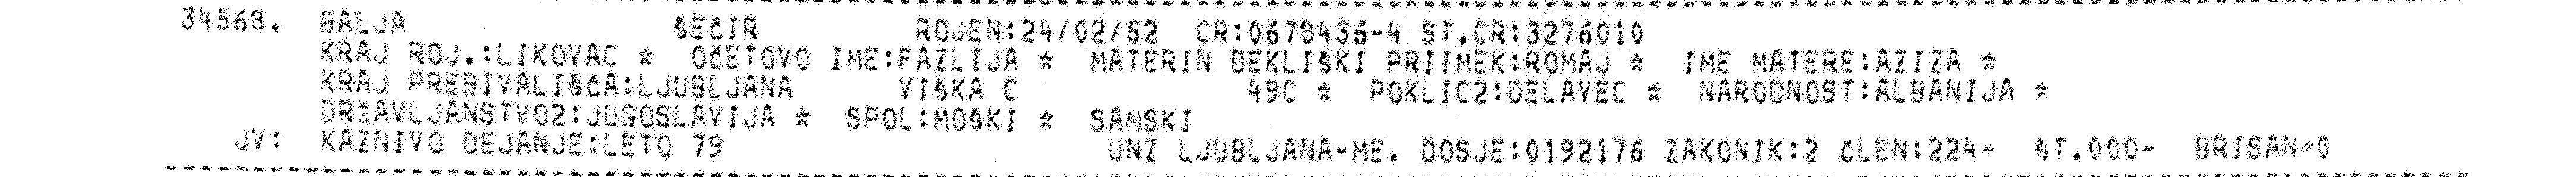 34568. BALJA ŠEČIR ROJEN:24/02/52 CR:0678436-4 ST.CR:3276010
KRAJ ROJ.:LIKOVAC * OČETOVO IME:FAZLIJA * MATERIN DEKLIŠKI PRIIMEK:ROMAJ * IME MATERE:AZIZA *
KRAJ PREBIVALIŠČA:LJUBLJANA VIŠKA C 49C * POKLIC2:DELAVEC * NARODNOST:ALBANIJA *
DRŽAVLJANSTVO2:JUGOSLAVIJA * SPOL:MOŠKI * SAMSKI
JV: KAZNIVO DEJANJE:LETO 79 UNZ LJUBLJANA-ME. DOSJE:0192176 ZAKONIK:2 ČLEN:224- ŠT.000- BRISAN=0